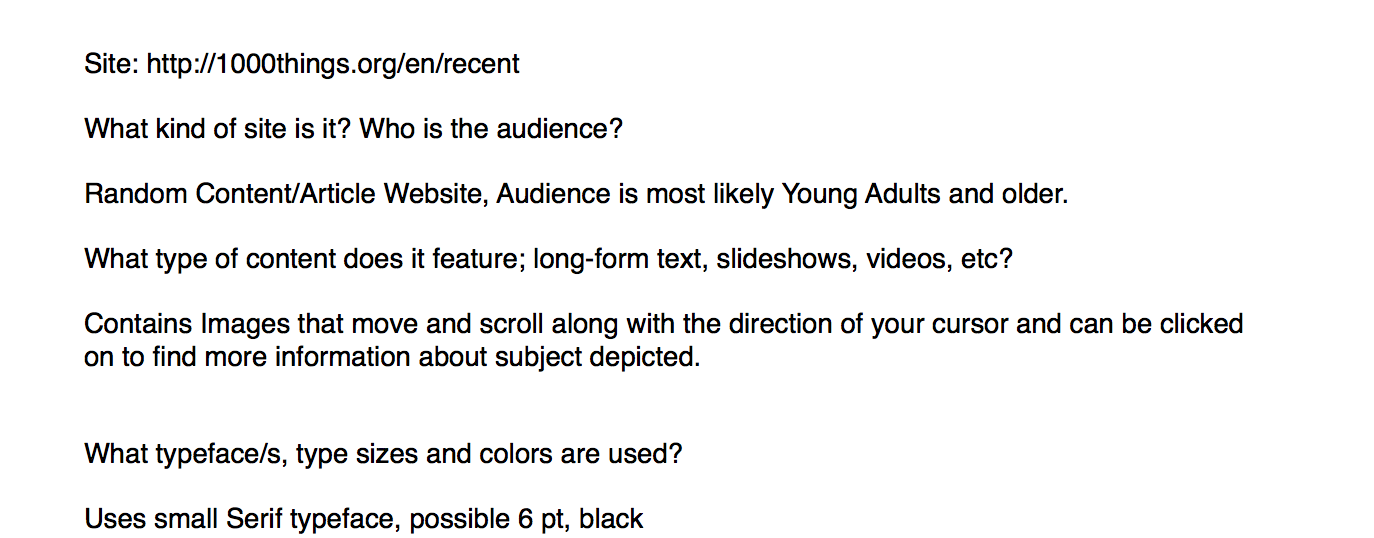 Site: http://1000things.org/en/recent
What kind of site is it? Who is the audience?
Random Content/Article Website, Audience is most likely Young Adults and older.
What type of content does it feature; long-form text, slideshows, videos, etc?
Contains Images that move and scroll along with the direction of your cursor and can be clicked
on to find more information about subject depicted.
What typeface/s, type sizes and colors are used?
Uses small Serif typeface, possible 6 pt, black